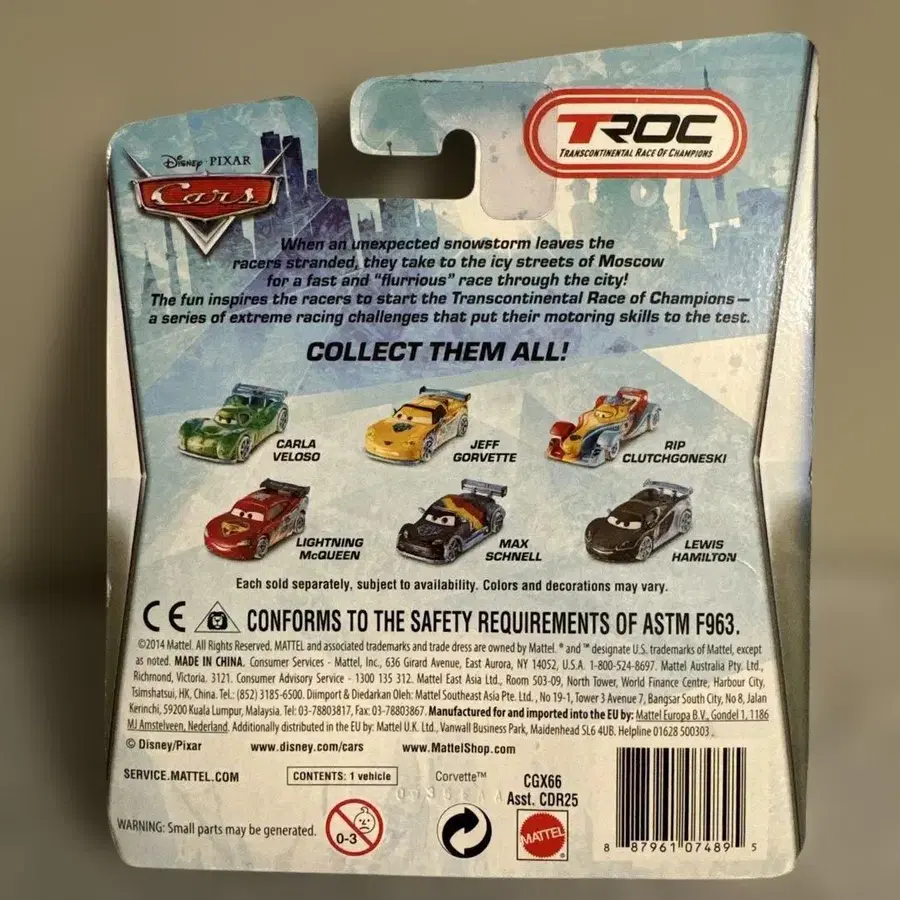 DISNEY · PIXAR
Cars
TROC
TRANSCONTINENTAL RACE OF CHAMPIONS
When an unexpected snowstorm leaves the
racers stranded, they take to the icy streets of Moscow
for a fast and "flurrious" race through the city!
The fun inspires the racers to start the Transcontinental Race of Champions—
a series of extreme racing challenges that put their motoring skills to the test.
COLLECT THEM ALL!
CARLA
VELOSO
JEFF
GORVETTE
RIP
CLUTCHGONESKI
LIGHTNING
McQUEEN
MAX
SCHNELL
LEWIS
HAMILTON
Each sold separately, subject to availability. Colors and decorations may vary.
CE CONFORMS TO THE SAFETY REQUIREMENTS OF ASTM F963.
©2014 Mattel. All Rights Reserved. MATTEL and associated trademarks and trade dress are owned by Mattel. ® and ™ designate U.S. trademarks of Mattel, except
as noted. MADE IN CHINA. Consumer Services - Mattel, Inc., 636 Girard Avenue, East Aurora, NY 14052, U.S.A. 1-800-524-8697. Mattel Australia Pty. Ltd.,
Richmond, Victoria. 3121. Consumer Advisory Service - 1300 135 312. Mattel East Asia Ltd., Room 503-09, North Tower, World Finance Centre, Harbour City,
Tsimshatsui, HK, China. Tel.: (852) 3185-6500. Diimport & Diedarkan Oleh: Mattel Southeast Asia Pte. Ltd., No 19-1, Tower 3 Avenue 7, Bangsar South City, No 8, Jalan
Kerinchi, 59200 Kuala Lumpur, Malaysia. Tel: 03-78803817, Fax: 03-78803867. Manufactured for and imported into the EU by: Mattel Europa B.V., Gondel 1, 1186
MJ Amstelveen, Nederland. Additionally distributed in the EU by: Mattel U.K. Ltd., Vanwall Business Park, Maidenhead SL6 4UB. Helpline 01628 500303.
© Disney/Pixar www.disney.com/cars www.MattelShop.com
SERVICE.MATTEL.COM
CONTENTS: 1 vehicle
Corvette™
CGX66
Asst. CDR25
WARNING: Small parts may be generated.
0-3
MATTEL
8 87961 07489 5